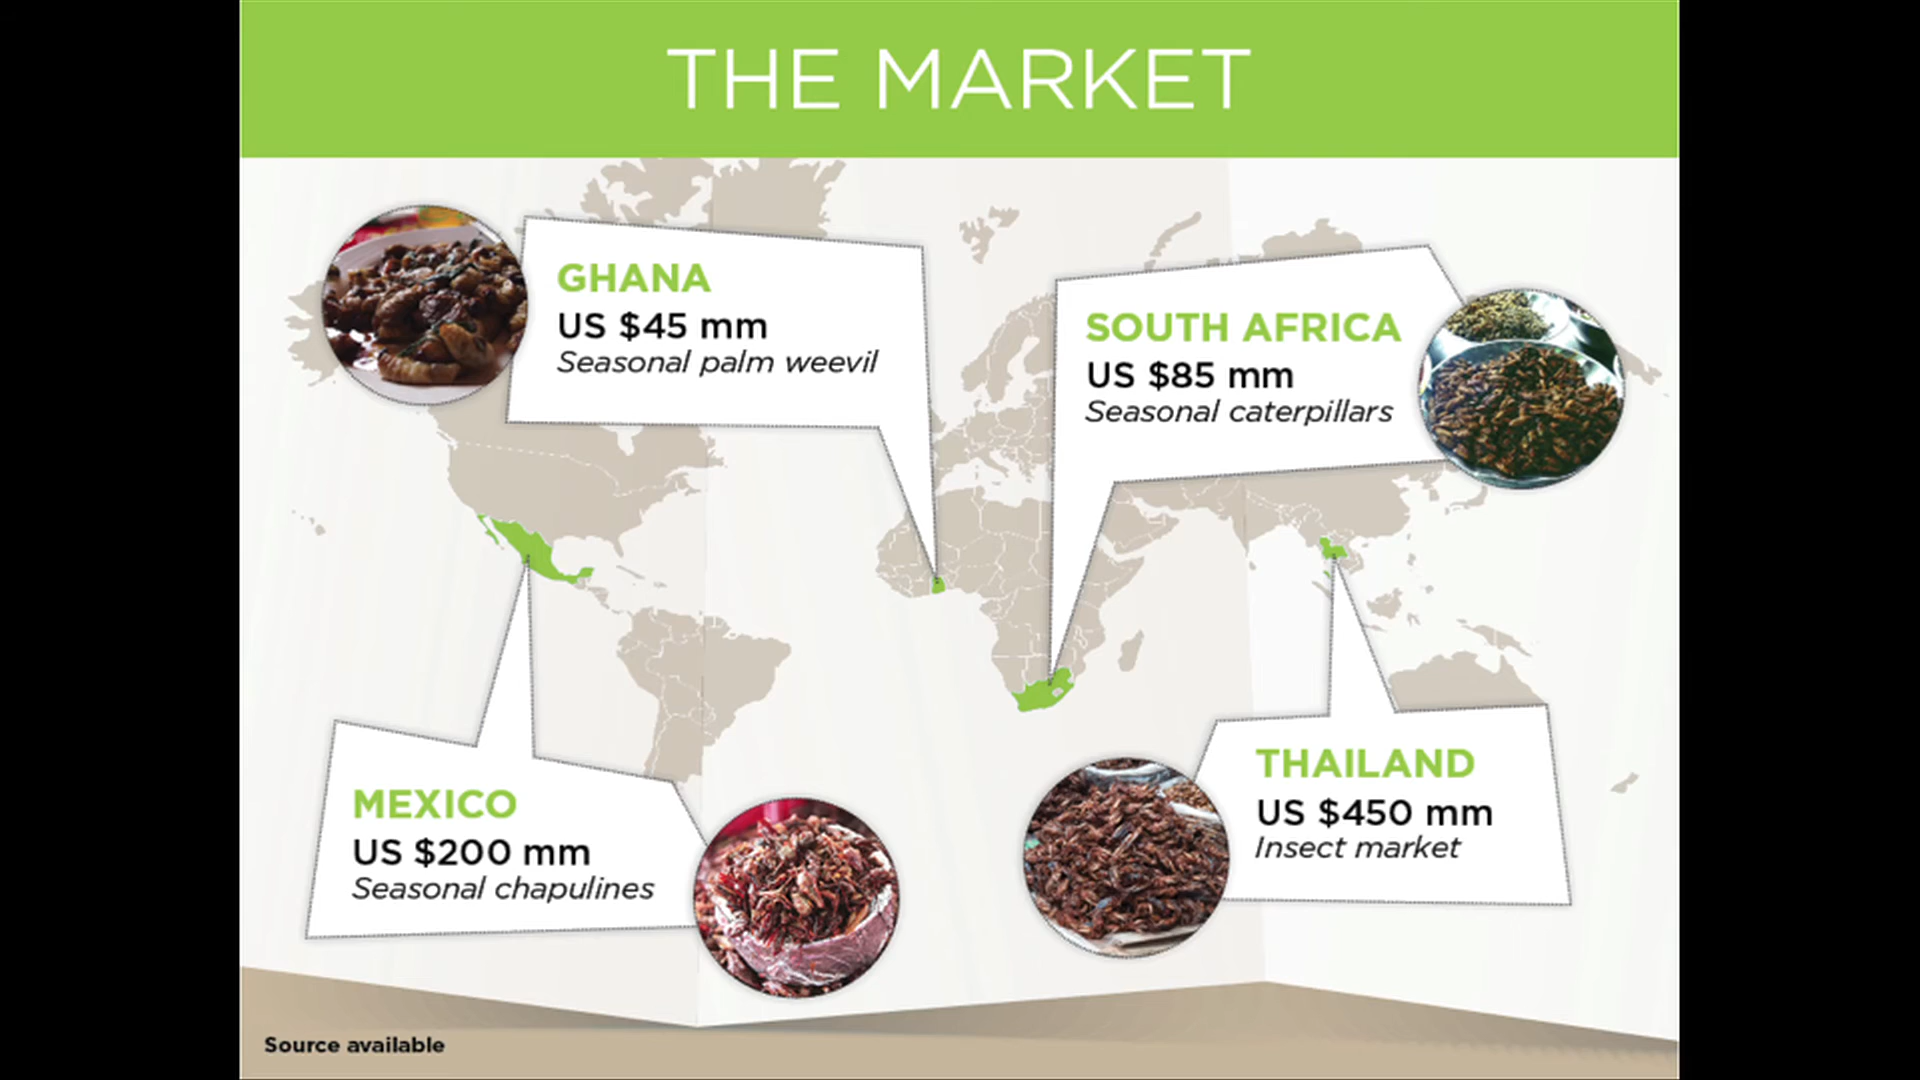 THE MARKET
GHANA
US $45 mm
Seasonal palm weevil
SOUTH AFRICA
US $85 mm
Seasonal caterpillars
MEXICO
US $200 mm
Seasonal chapulines
THAILAND
US $450 mm
Insect market
Source available